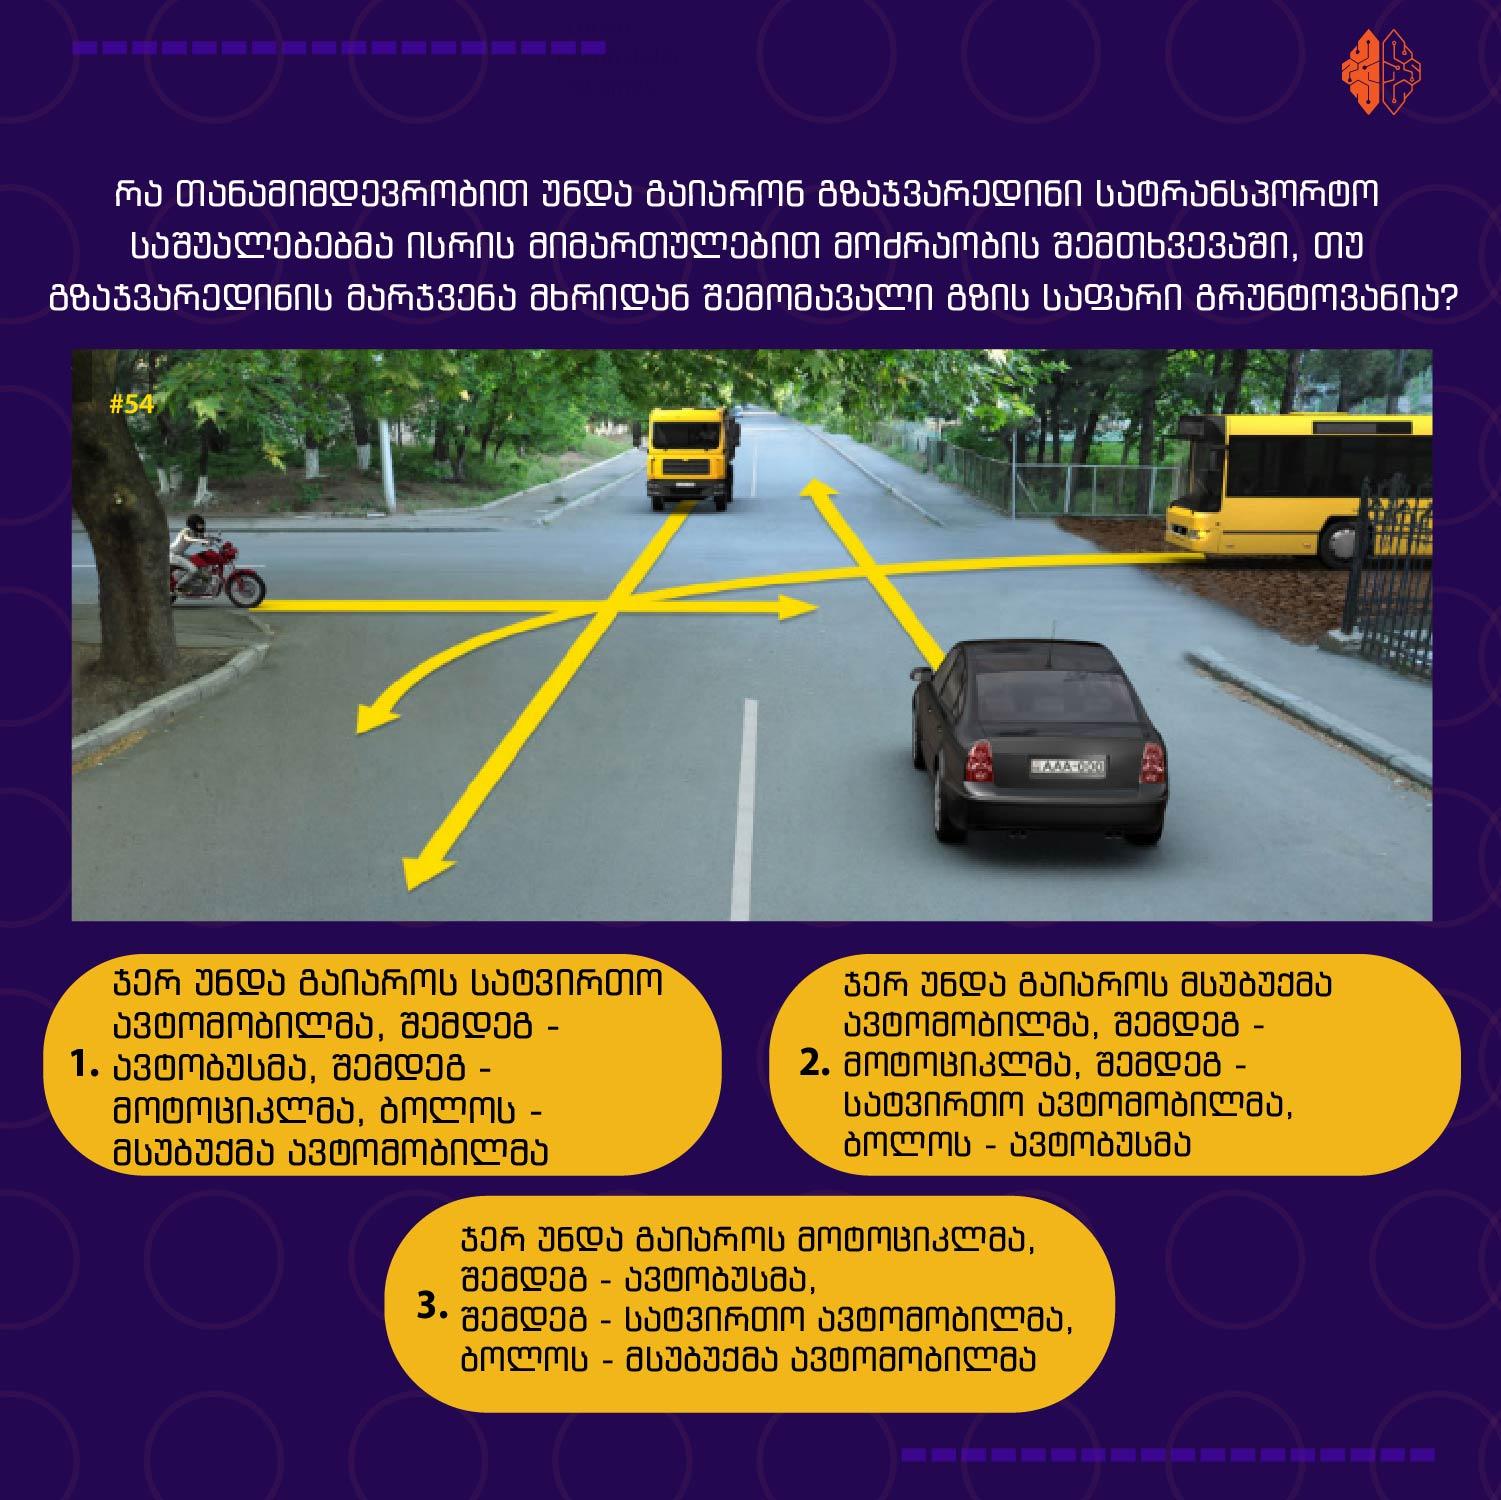 რა თანამიმდევრობით უნდა გაიარონ გზაჯვარედინი სატრანსპორტო
საშუალებებმა ისრის მიმართულებით მოძრაობის შემთხვევაში, თუ
გზაჯვარედინის მარჯვენა მხრიდან შემომავალი გზის საფარი გრუნტოვანია?
#54
AAA-000
1. ჯერ უნდა გაიაროს სატვირთო
ავტომობილმა, შემდეგ -
ავტობუსმა, შემდეგ -
მოტოციკლმა, ბოლოს -
მსუბუქმა ავტომობილმა
2. ჯერ უნდა გაიაროს მსუბუქმა
ავტომობილმა, შემდეგ -
მოტოციკლმა, შემდეგ -
სატვირთო ავტომობილმა,
ბოლოს - ავტობუსმა
3. ჯერ უნდა გაიაროს მოტოციკლმა,
შემდეგ - ავტობუსმა,
შემდეგ - სატვირთო ავტომობილმა,
ბოლოს - მსუბუქმა ავტომობილმა